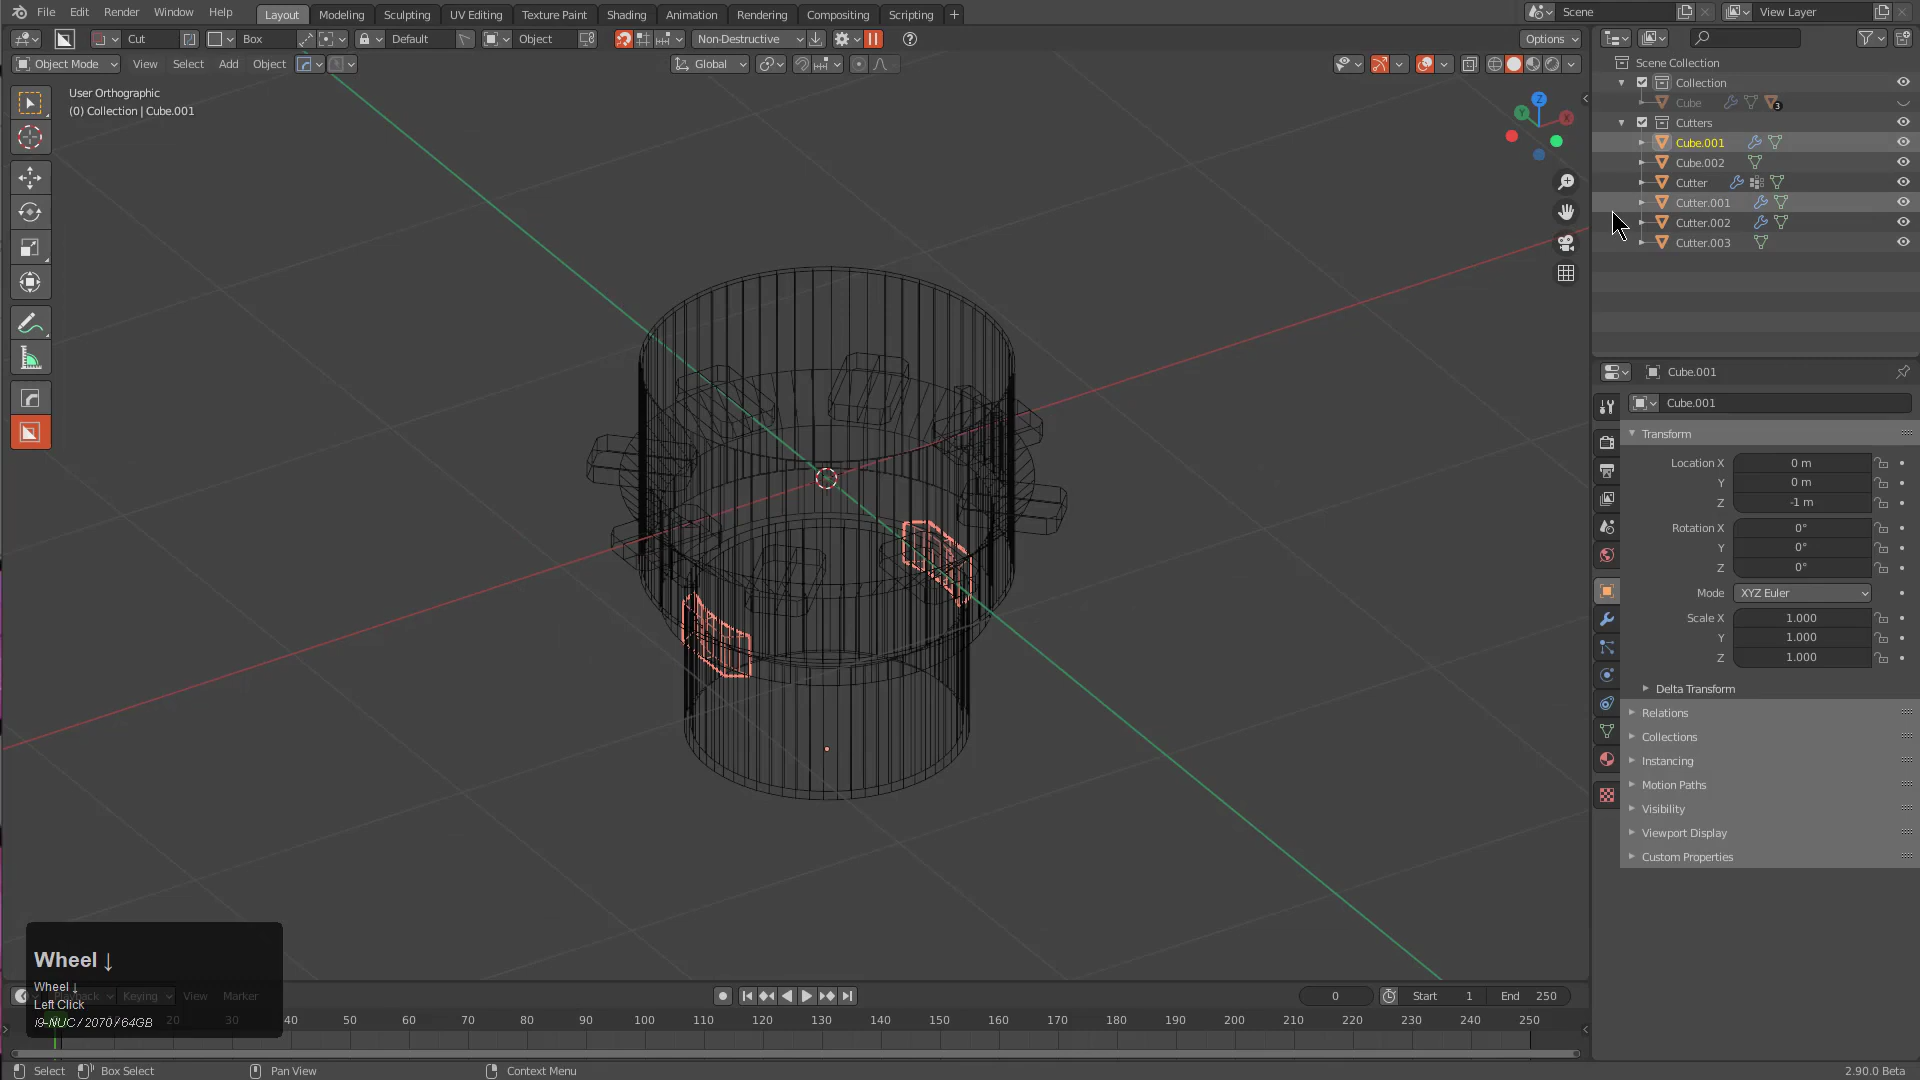 File Edit Render Window Help Layout Modeling Sculpting UV Editing Texture Paint Shading Animation Rendering Compositing Scripting + Scene View Layer
Cut Box Default Object Non-Destructive Options
Object Mode View Select Add Object Global
User Orthographic
(0) Collection | Cube.001
Z
Y
X
Scene Collection
Collection
Cube 3
Cutters
Cube.001
Cube.002
Cutter
Cutter.001
Cutter.002
Cutter.003
Cube.001
Cube.001
Transform
Location X 0 m
Y 0 m
Z -1 m
Rotation X 0°
Y 0°
Z 0°
Mode XYZ Euler
Scale X 1.000
Y 1.000
Z 1.000
Delta Transform
Relations
Collections
Instancing
Motion Paths
Visibility
Viewport Display
Custom Properties
Wheel ↓
Wheel ↓
Left Click
i9-NUC / 2070 / 64GB
Playback Keying View Marker 0 Start 1 End 250
20 30 40 50 60 70 80 90 100 110 120 130 140 150 160 170 180 190 200 210 220 230 240 250
Select Box Select Pan View Context Menu 2.90.0 Beta